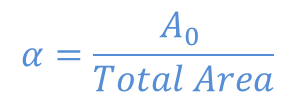 α = A₀ / Total Area